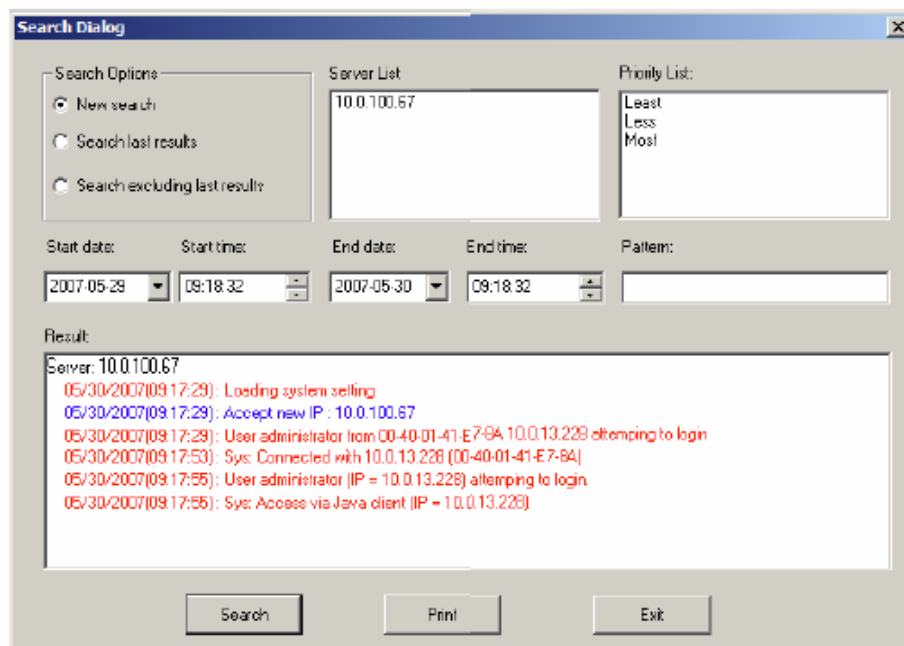 Search Dialog
Search Options
New search
Search last results
Search excluding last results
Server List
10.0.100.67
Priority List:
Least
Less
Most
Start date:
Start time:
End date:
End time:
Pattern:
2007-05-29
09:18:32
2007-05-30
09:18:32
Result:
Server: 10.0.100.67
05/30/2007(09:17:29): Loading system setting
05/30/2007(09:17:29): Accept new IP : 10.0.100.67
05/30/2007(09:17:29): User administrator from 00-40-01-41-E7-8A 10.0.13.228 attemping to login
05/30/2007(09:17:53): Sys: Connected with 10.0.13.228 (00-40-01-41-E7-8A)
05/30/2007(09:17:55): User administrator (IP = 10.0.13.228) attemping to login.
05/30/2007(09:17:55): Sys: Access via Java client (IP = 10.0.13.228)
Search
Print
Exit